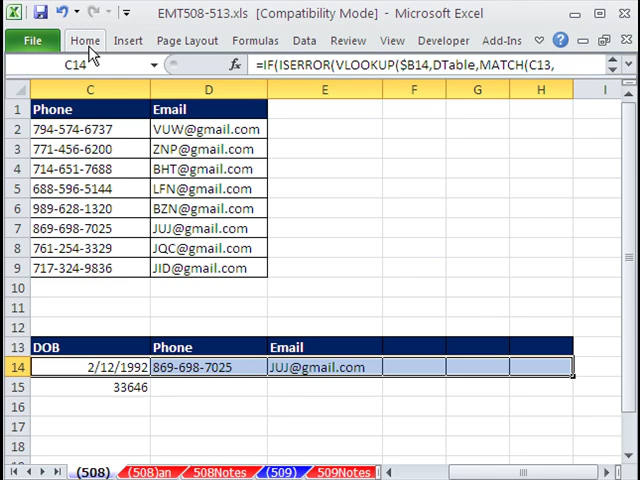 EMT508-513.xls [Compatibility Mode] - Microsoft Excel
File Home Insert Page Layout Formulas Data Review View Developer Add-Ins
C14 fx =IF(ISERROR(VLOOKUP($B14,DTable,MATCH(C13,
C D E F G H I
1 Phone Email
2 794-574-6737 VUW@gmail.com
3 771-456-6200 ZNP@gmail.com
4 714-651-7688 BHT@gmail.com
5 688-596-5144 LFN@gmail.com
6 989-628-1320 BZN@gmail.com
7 869-698-7025 JUJ@gmail.com
8 761-254-3329 JQC@gmail.com
9 717-324-9836 JID@gmail.com
10
11
12
13 DOB Phone Email
14 2/12/1992 869-698-7025 JUJ@gmail.com
15 33646
16
17
18
(508) (508)an 508Notes (509) 509Notes